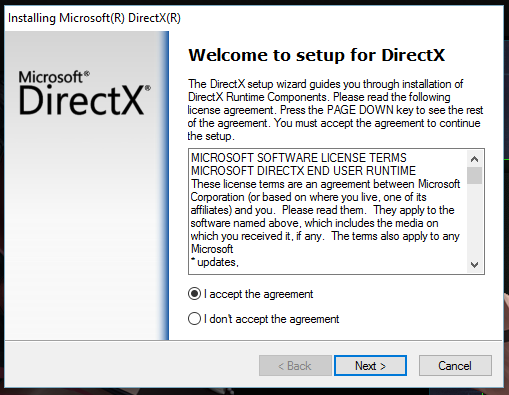 Installing Microsoft(R) DirectX(R)
Microsoft®
DirectX®
Welcome to setup for DirectX
The DirectX setup wizard guides you through installation of
DirectX Runtime Components. Please read the following
license agreement. Press the PAGE DOWN key to see the rest
of the agreement. You must accept the agreement to continue
the setup.
MICROSOFT SOFTWARE LICENSE TERMS
MICROSOFT DIRECTX END USER RUNTIME
These license terms are an agreement between Microsoft
Corporation (or based on where you live, one of its
affiliates) and you.  Please read them.  They apply to the
software named above, which includes the media on
which you received it, if any.  The terms also apply to any
Microsoft
* updates,
I accept the agreement
I don't accept the agreement
< Back
Next >
Cancel